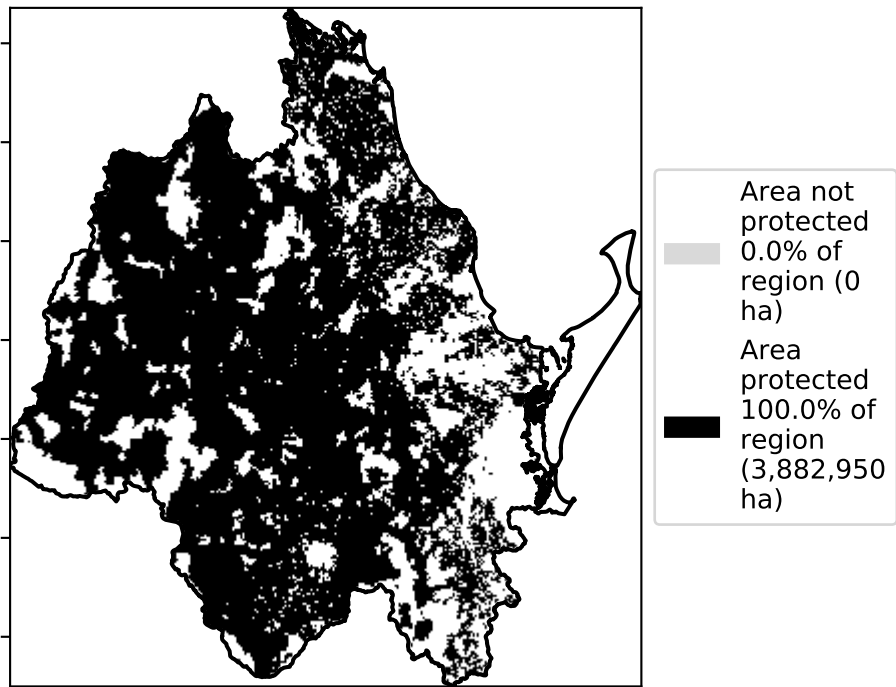 Area not
protected
0.0% of
region (0
ha)
Area
protected
100.0% of
region
(3,882,950
ha)